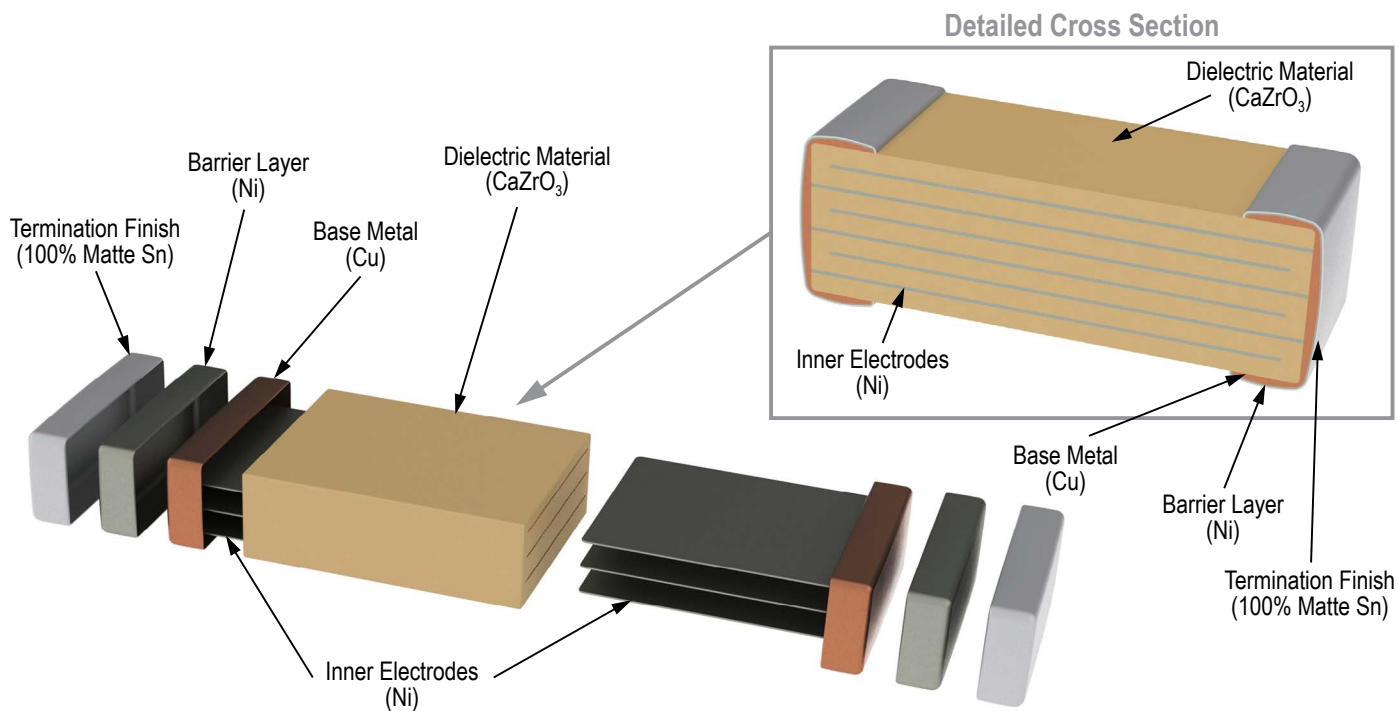 Detailed Cross Section
Dielectric Material
(CaZrO₃)
Inner Electrodes
(Ni)
Base Metal
(Cu)
Barrier Layer
(Ni)
Termination Finish
(100% Matte Sn)
Termination Finish
(100% Matte Sn)
Barrier Layer
(Ni)
Base Metal
(Cu)
Dielectric Material
(CaZrO₃)
Inner Electrodes
(Ni)